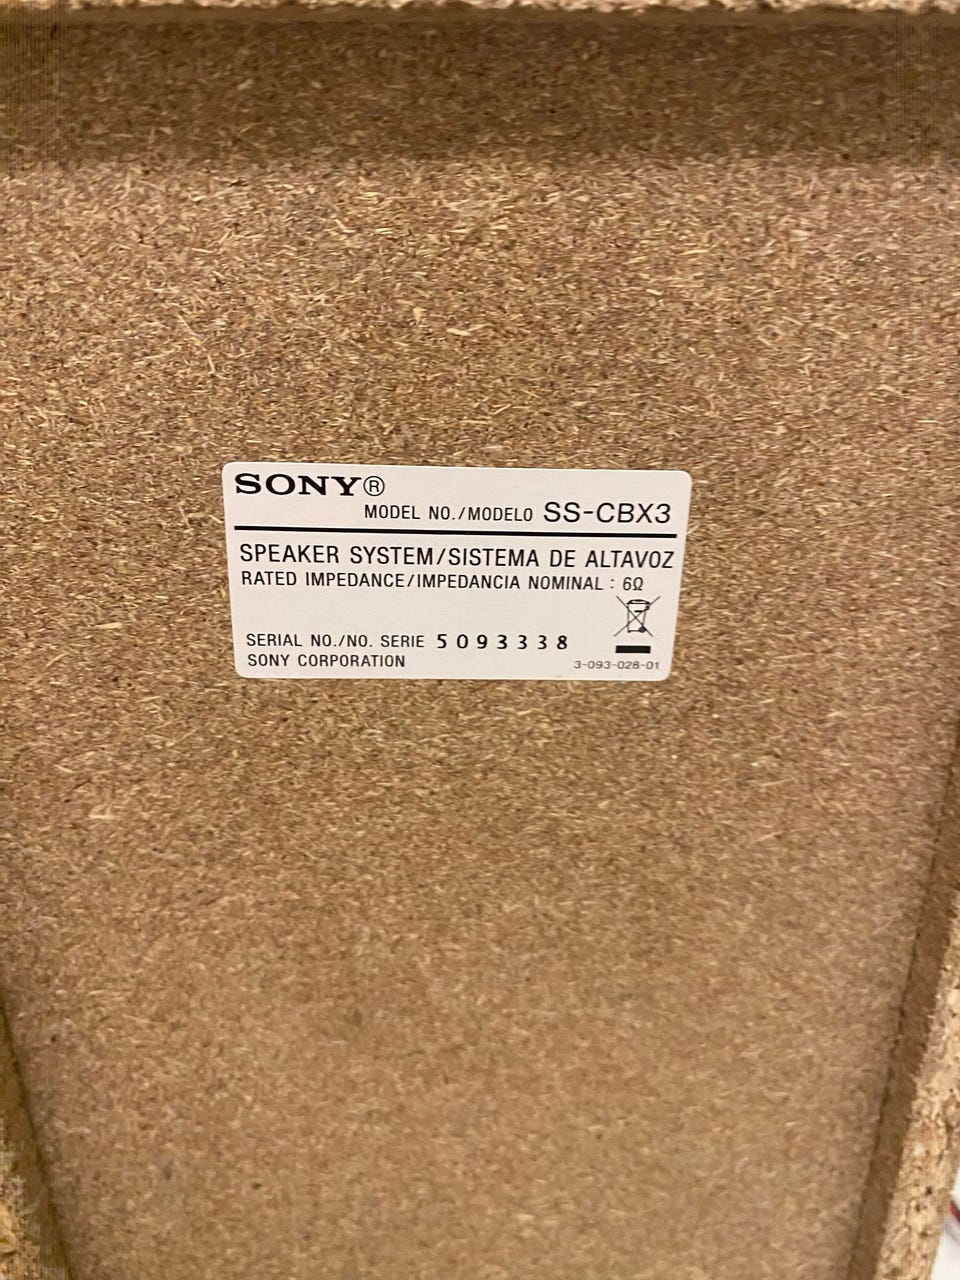 SONY®
MODEL NO./MODELO SS-CBX3
SPEAKER SYSTEM/SISTEMA DE ALTAVOZ
RATED IMPEDANCE/IMPEDANCIA NOMINAL : 6Ω
SERIAL NO./NO. SERIE 5093338
SONY CORPORATION
3-093-028-01